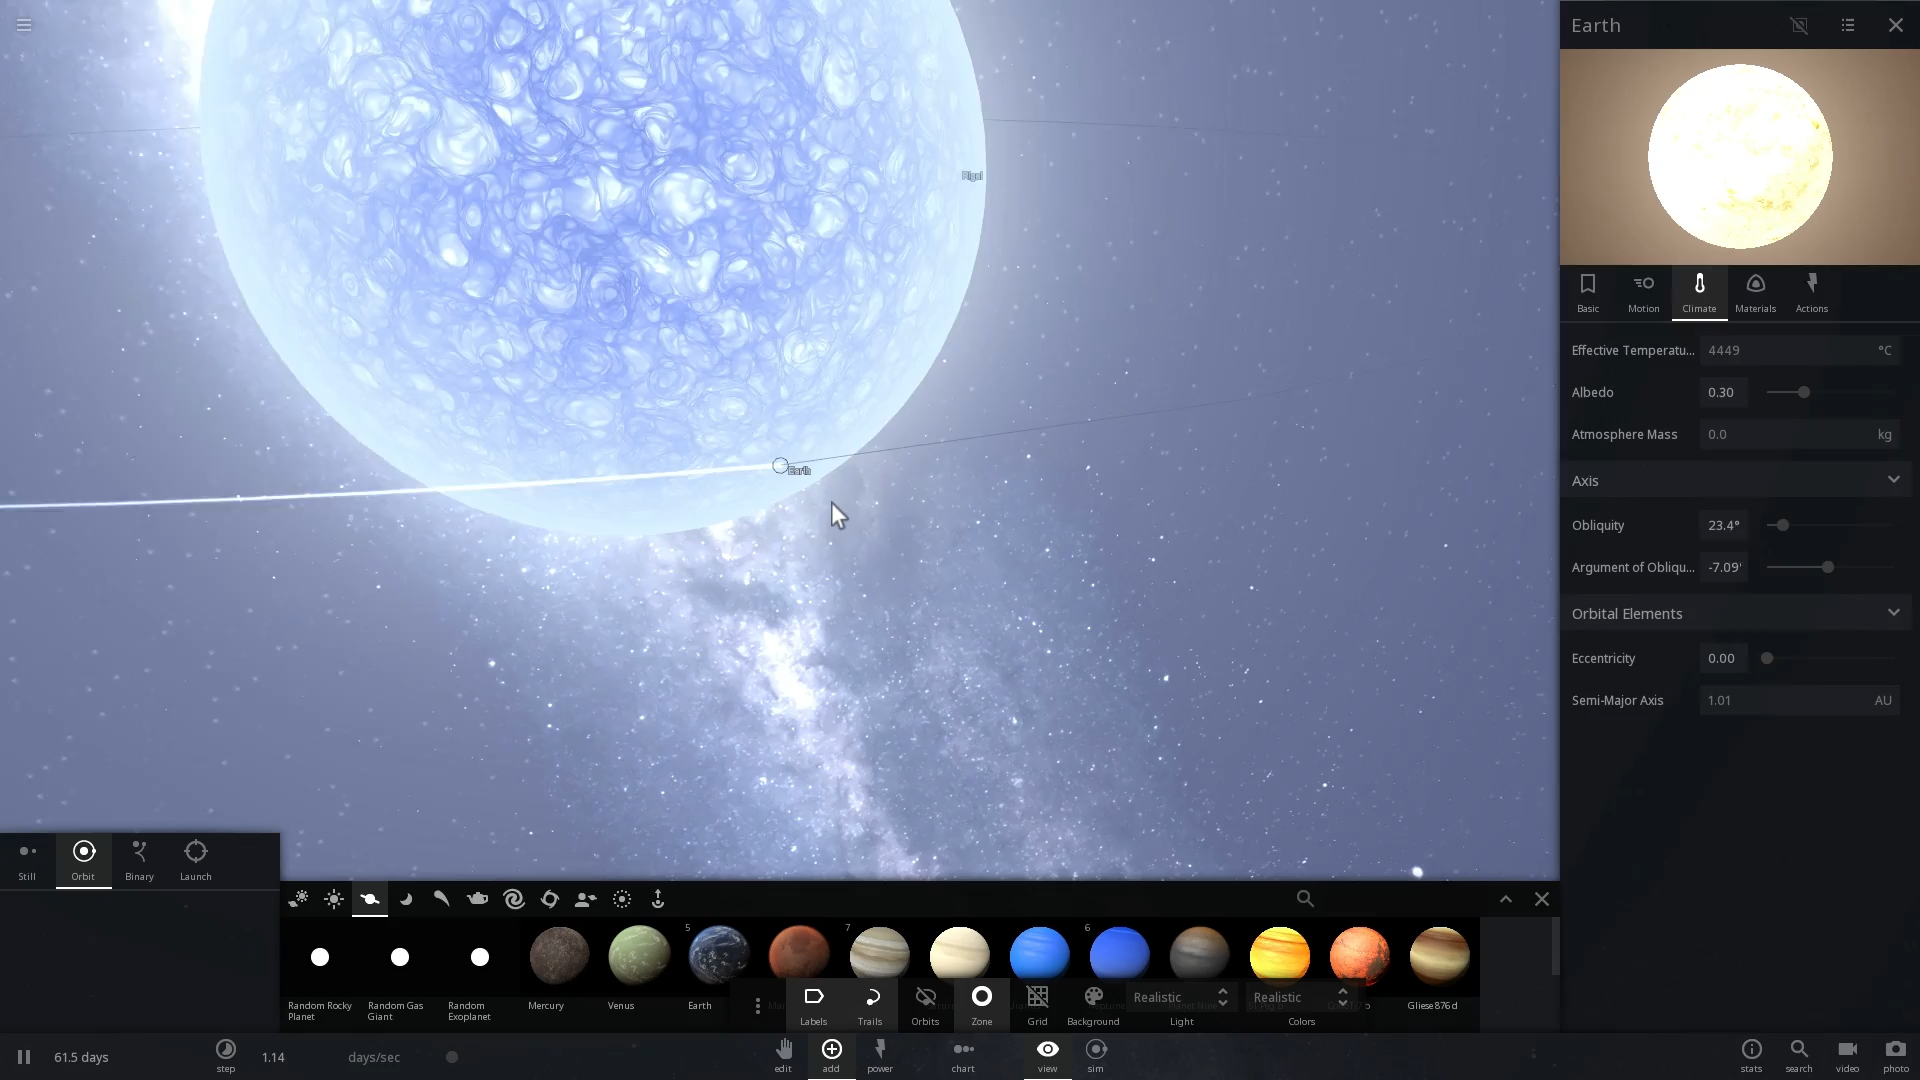 Earth
Rigel
Earth
Basic
Motion
Climate
Materials
Actions
Effective Temperatu... 4449 °C
Albedo 0.30
Atmosphere Mass 0.0 kg
Axis
Obliquity 23.4°
Argument of Obliqu... -7.09°
Orbital Elements
Eccentricity 0.00
Semi-Major Axis 1.01 AU
Still
Orbit
Binary
Launch
5
7
6
Random Rocky Planet
Random Gas Giant
Random Exoplanet
Mercury
Venus
Earth
Gliese 876 d
Labels
Trails
Orbits
Zone
Grid
Background
Realistic
Light
Realistic
Colors
61.5 days
step
1.14 days/sec
edit
add
power
chart
view
sim
stats
search
video
photo